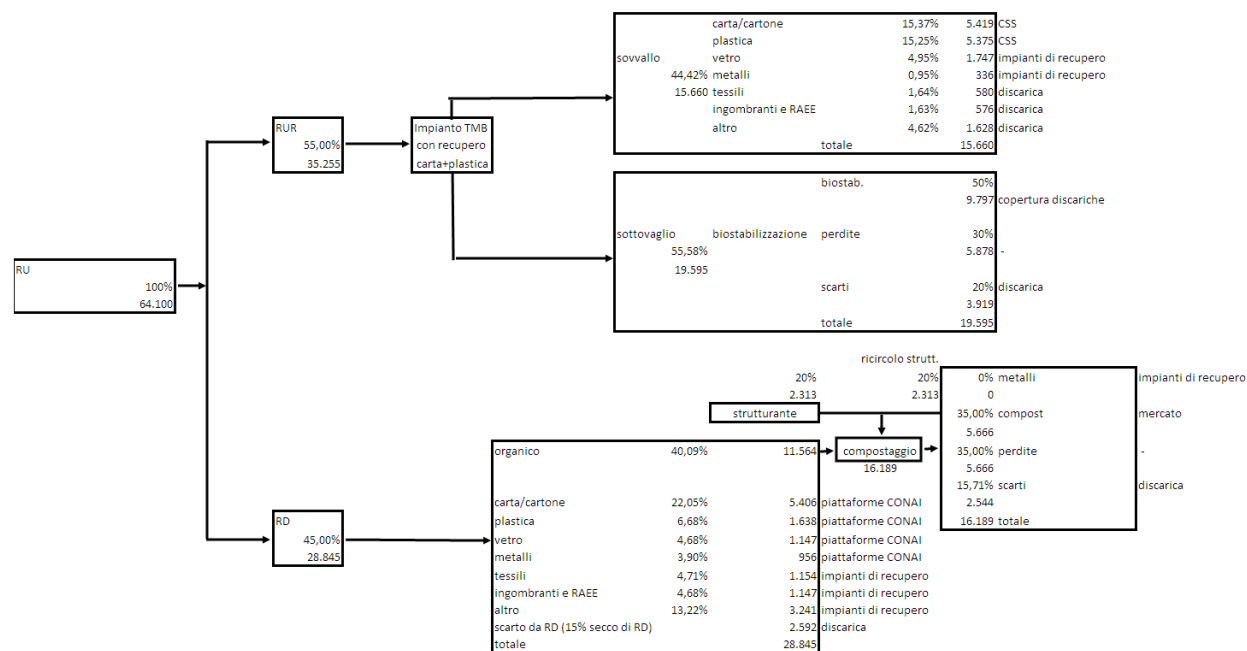 carta/cartone 15,37% 5.419 CSS
plastica 15,25% 5.375 CSS
sovvallo vetro 4,95% 1.747 impianti di recupero
44,42% metalli 0,95% 336 impianti di recupero
15.660 tessili 1,64% 580 discarica
ingombranti e RAEE 1,63% 576 discarica
altro 4,62% 1.628 discarica
totale 15.660
RUR
55,00%
35.255
Impianto TMB
con recupero
carta+plastica
biostab. 50%
9.797 copertura discariche
sottovaglio biostabilizzazione perdite 30%
55,58% 5.878 -
19.595
scarti 20% discarica
3.919
totale 19.595
RU
100%
64.100
ricircolo strutt.
20% 20% 0% metalli impianti di recupero
2.313 2.313 0
strutturante 35,00% compost mercato
5.666
organico 40,09% 11.564 compostaggio 35,00% perdite -
16.189 5.666
15,71% scarti discarica
carta/cartone 22,05% 5.406 piattaforme CONAI 2.544
plastica 6,68% 1.638 piattaforme CONAI 16.189 totale
RD
45,00%
28.845
vetro 4,68% 1.147 piattaforme CONAI
metalli 3,90% 956 piattaforme CONAI
tessili 4,71% 1.154 impianti di recupero
ingombranti e RAEE 4,68% 1.147 impianti di recupero
altro 13,22% 3.241 impianti di recupero
scarto da RD (15% secco di RD) 2.592 discarica
totale 28.845